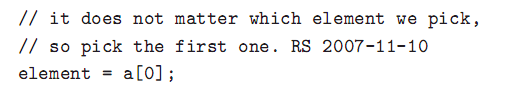 // it does not matter which element we pick,
// so pick the first one. RS 2007-11-10
element = a[0];